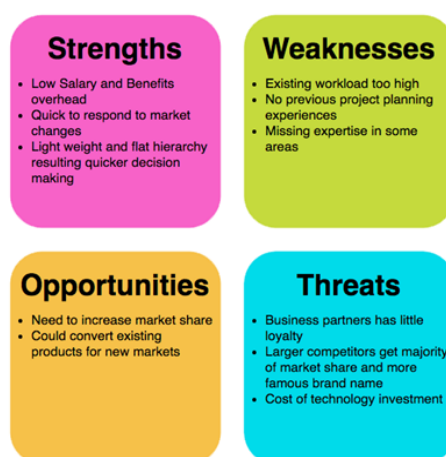 Strengths
• Low Salary and Benefits
overhead
• Quick to respond to market
changes
• Light weight and flat hierarchy
resulting quicker decision
making
Weaknesses
• Existing workload too high
• No previous project planning
experiences
• Missing expertise in some
areas
Opportunities
• Need to increase market share
• Could convert existing
products for new markets
Threats
• Business partners has little
loyalty
• Larger competitors get majority
of market share and more
famous brand name
• Cost of technology investment